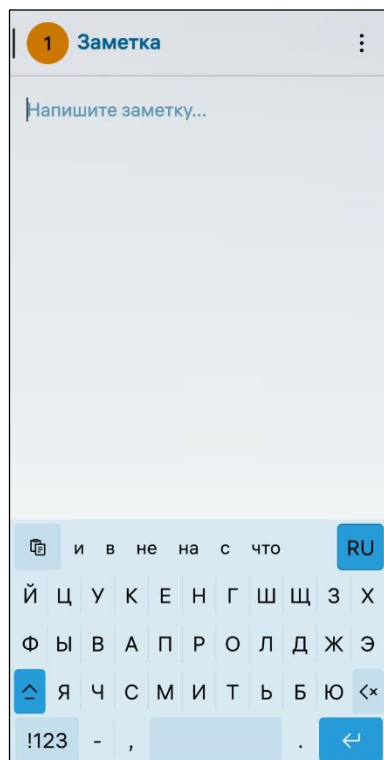 1 Заметка
Напишите заметку...
и в не на с что RU
Й Ц У К Е Н Г Ш Щ З Х
Ф Ы В А П Р О Л Д Ж Э
Я Ч С М И Т Ь Б Ю
!123 - , .